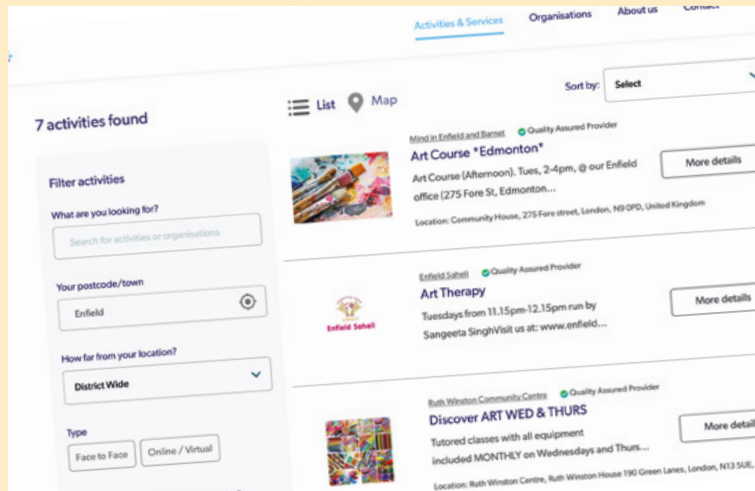 Activities & Services
Organisations
About us
Contact
7 activities found
List
Map
Sort by:
Select
Filter activities
What are you looking for?
Search for activities or organisations
Your postcode/town
Enfield
How far from your location?
District Wide
Type
Face to Face
Online / Virtual
Mind in Enfield and Barnet
Quality Assured Provider
Art Course *Edmonton*
Art Course (Afternoon). Tues, 2-4pm, @ our Enfield
office (275 Fore St, Edmonton...
More details
Location: Community House, 275 Fore street, London, N9 0PD, United Kingdom
Enfield Saheli
Enfield Saheli
Quality Assured Provider
Art Therapy
Tuesdays from 11.15pm-12.15pm run by
Sangeeta SinghVisit us at: www.enfield...
More details
Ruth Winston Community Centre
Quality Assured Provider
Discover ART WED & THURS
Tutored classes with all equipment
included MONTHLY on Wednesdays and Thurs...
More detail
Location: Ruth Winston Centre, Ruth Winston House 190 Green Lanes, London, N13 5UE,